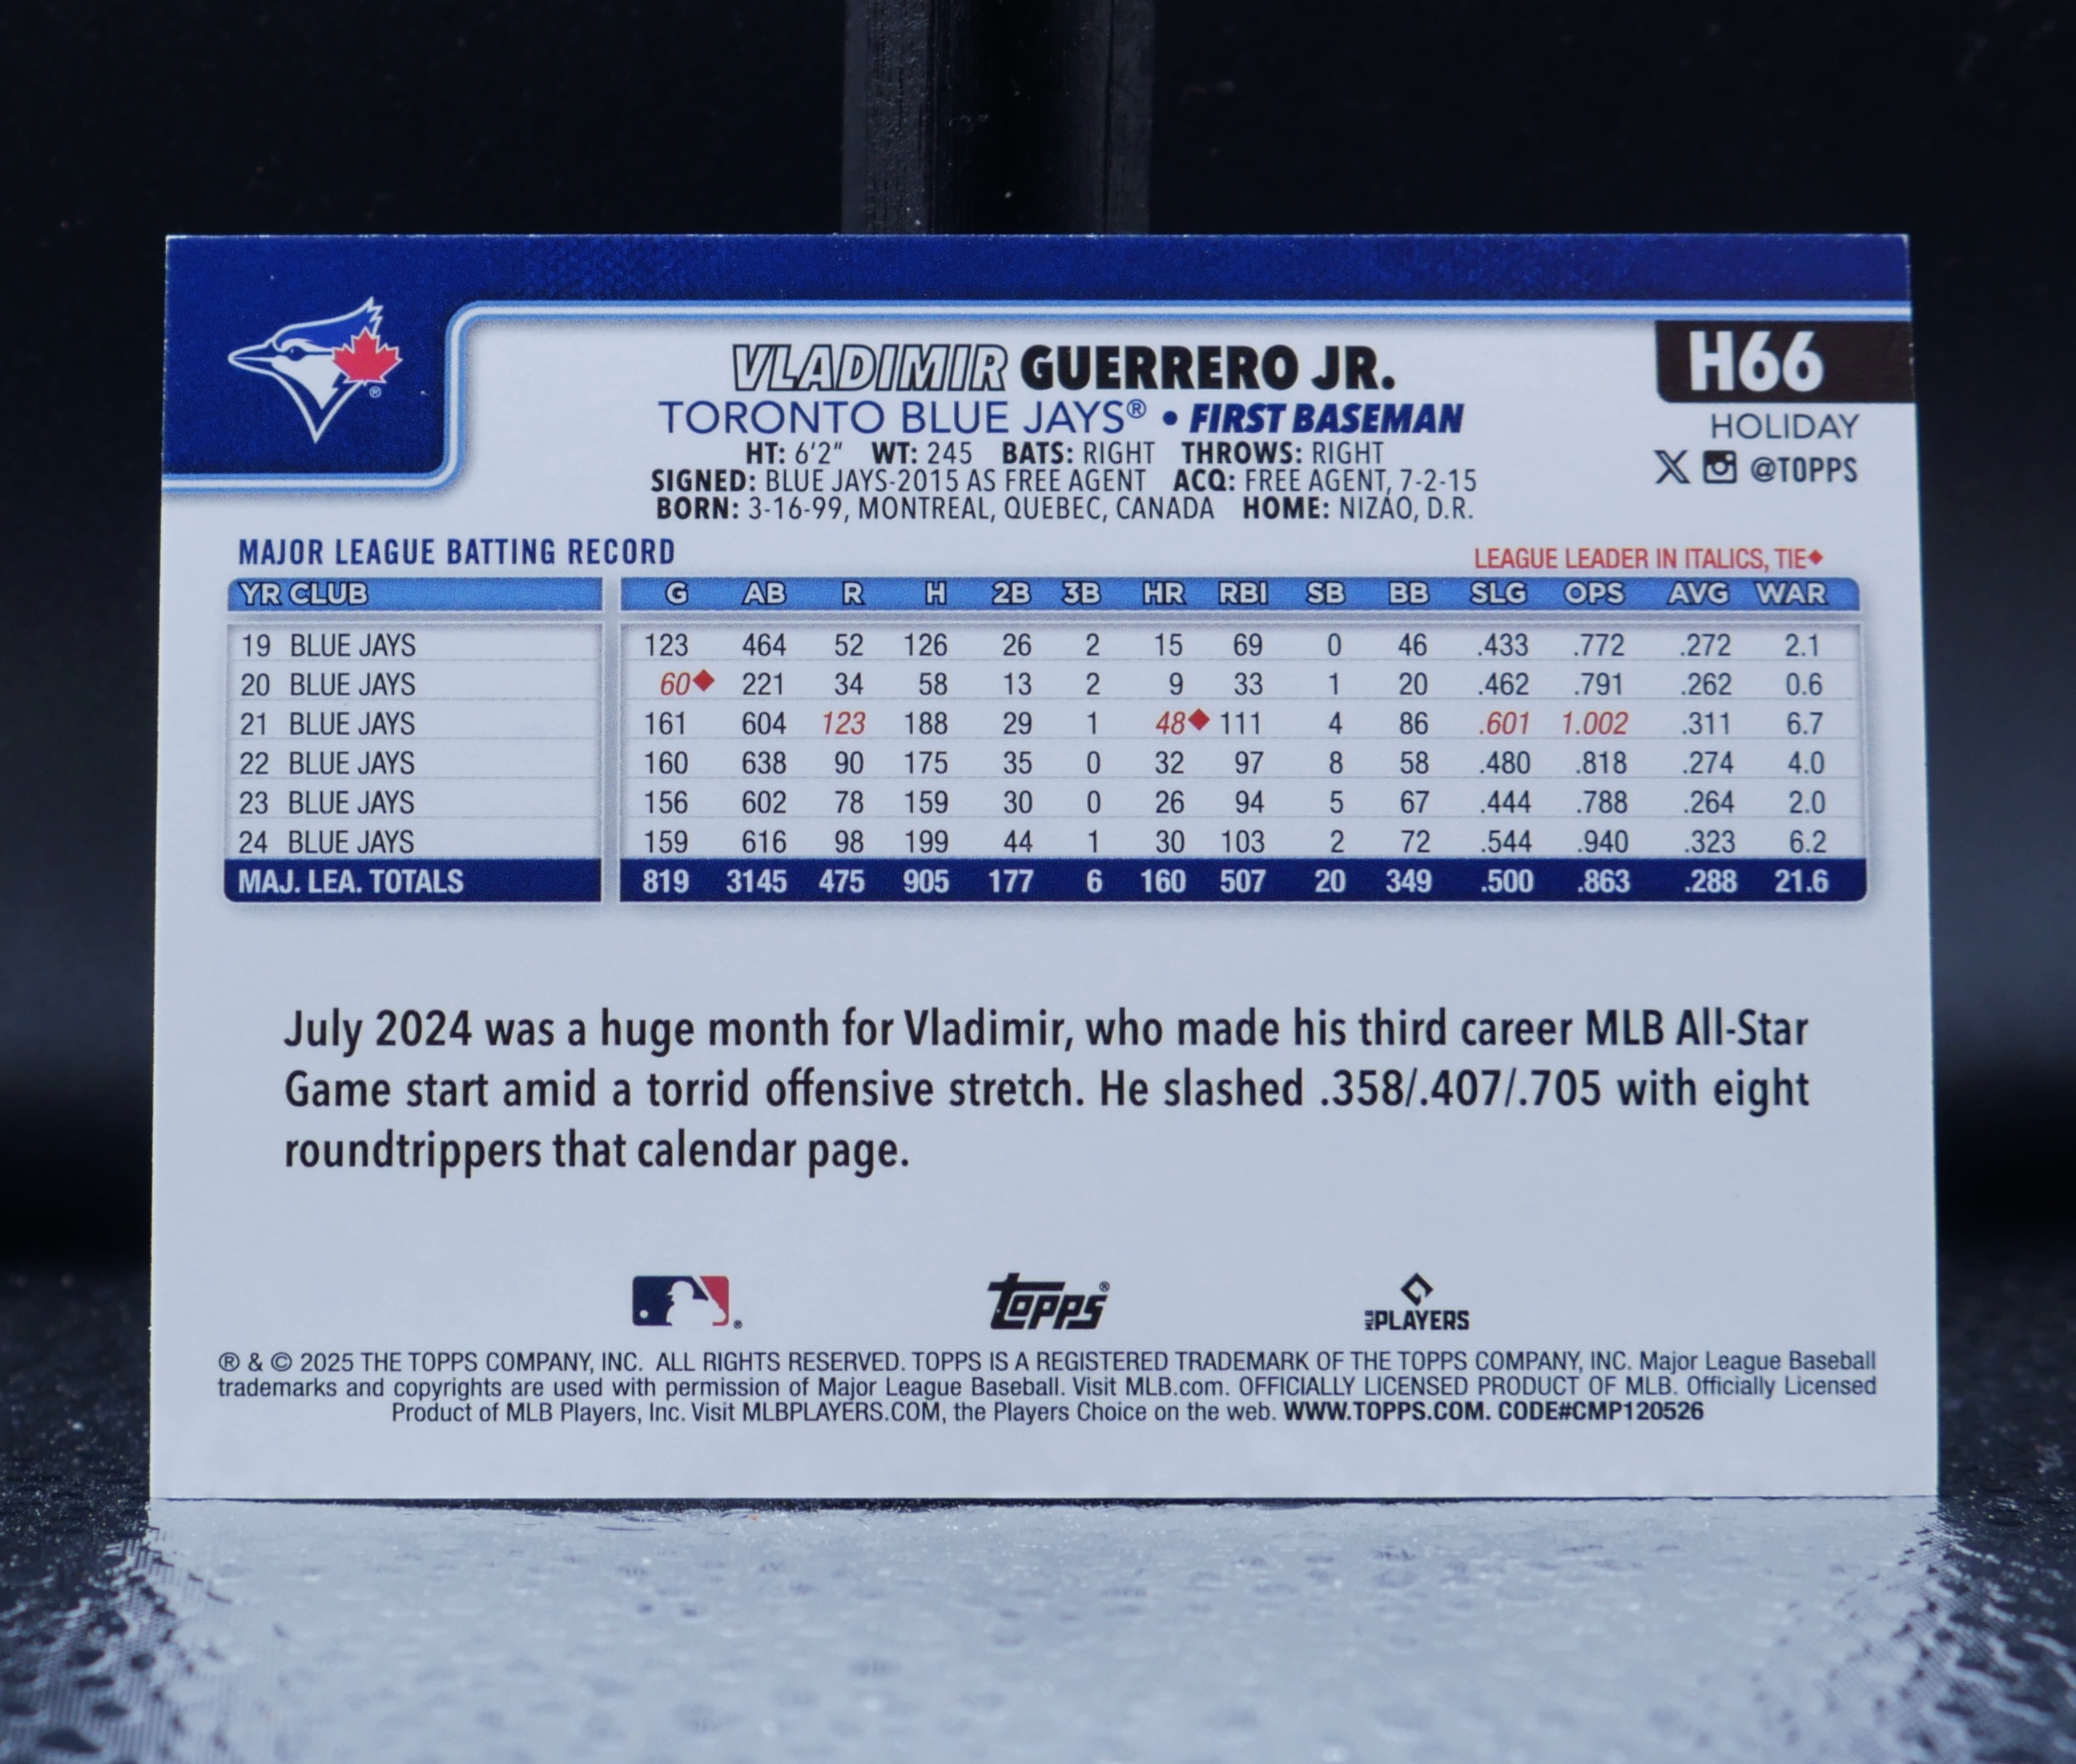 VLADIMIR GUERRERO JR.
H66
TORONTO BLUE JAYS® • FIRST BASEMAN
HOLIDAY
HT: 6'2" WT: 245 BATS: RIGHT THROWS: RIGHT
@TOPPS
SIGNED: BLUE JAYS-2015 AS FREE AGENT ACQ: FREE AGENT, 7-2-15
BORN: 3-16-99, MONTREAL, QUEBEC, CANADA HOME: NIZAO, D.R.
MAJOR LEAGUE BATTING RECORD
LEAGUE LEADER IN ITALICS, TIE◆
YR CLUB G AB R H 2B 3B HR RBI SB BB SLG OPS AVG WAR
19 BLUE JAYS 123 464 52 126 26 2 15 69 0 46 .433 .772 .272 2.1
20 BLUE JAYS 60◆ 221 34 58 13 2 9 33 1 20 .462 .791 .262 0.6
21 BLUE JAYS 161 604 123 188 29 1 48◆ 111 4 86 .601 1.002 .311 6.7
22 BLUE JAYS 160 638 90 175 35 0 32 97 8 58 .480 .818 .274 4.0
23 BLUE JAYS 156 602 78 159 30 0 26 94 5 67 .444 .788 .264 2.0
24 BLUE JAYS 159 616 98 199 44 1 30 103 2 72 .544 .940 .323 6.2
MAJ. LEA. TOTALS 819 3145 475 905 177 6 160 507 20 349 .500 .863 .288 21.6
July 2024 was a huge month for Vladimir, who made his third career MLB All-Star
Game start amid a torrid offensive stretch. He slashed .358/.407/.705 with eight
roundtrippers that calendar page.
Topps®
MLB PLAYERS
® & © 2025 THE TOPPS COMPANY, INC. ALL RIGHTS RESERVED. TOPPS IS A REGISTERED TRADEMARK OF THE TOPPS COMPANY, INC. Major League Baseball
trademarks and copyrights are used with permission of Major League Baseball. Visit MLB.com. OFFICIALLY LICENSED PRODUCT OF MLB. Officially Licensed
Product of MLB Players, Inc. Visit MLBPLAYERS.COM, the Players Choice on the web. WWW.TOPPS.COM. CODE#CMP120526